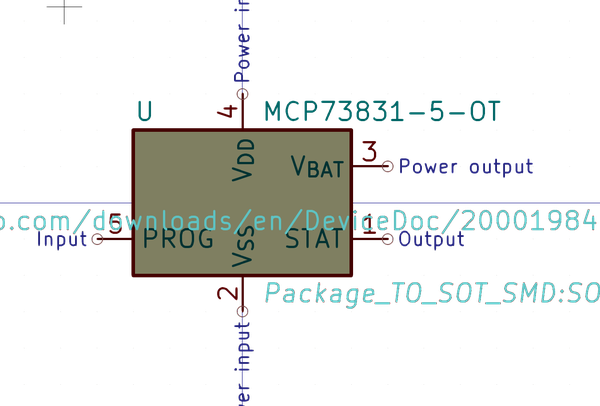 Power in
U
4
MCP73831-5-OT
VDD
VBAT
3
Power output
o.com/downloads/en/DeviceDoc/20001984
Input
5
PROG
VSS
STAT
1
Output
2
Package_TO_SOT_SMD:SO
er input